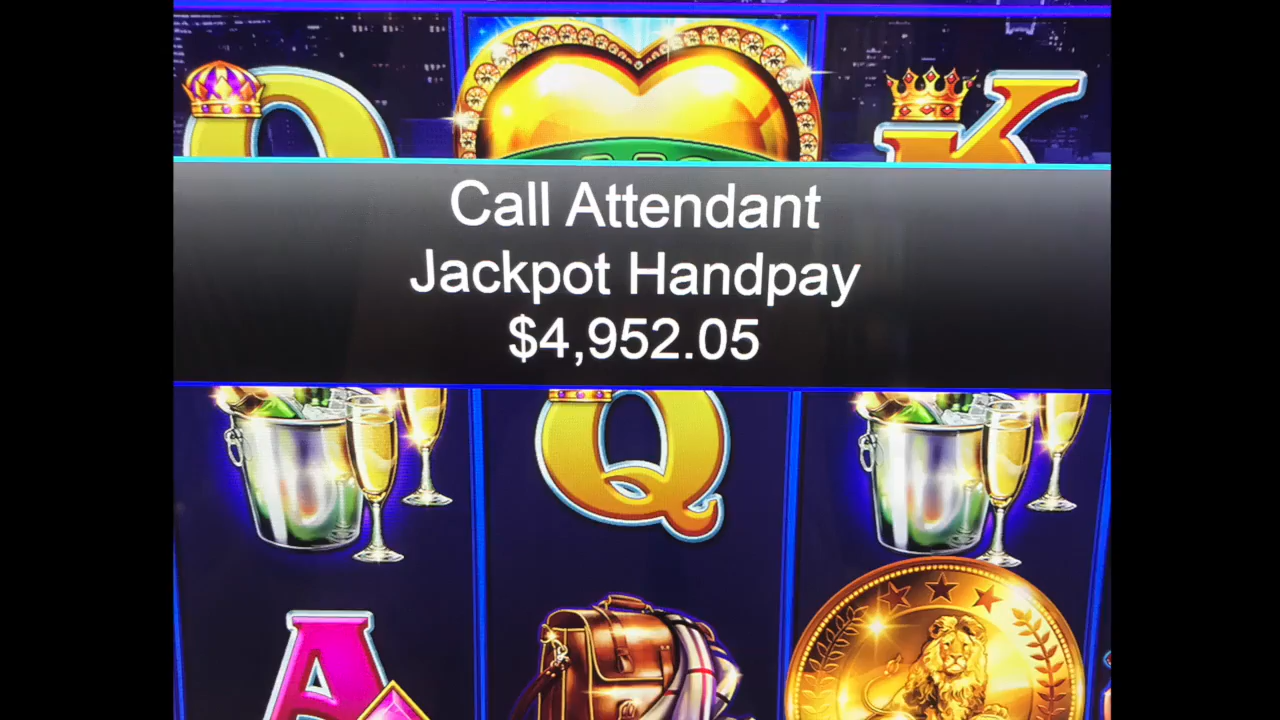 Q K
Call Attendant
Jackpot Handpay
$4,952.05
Q
A